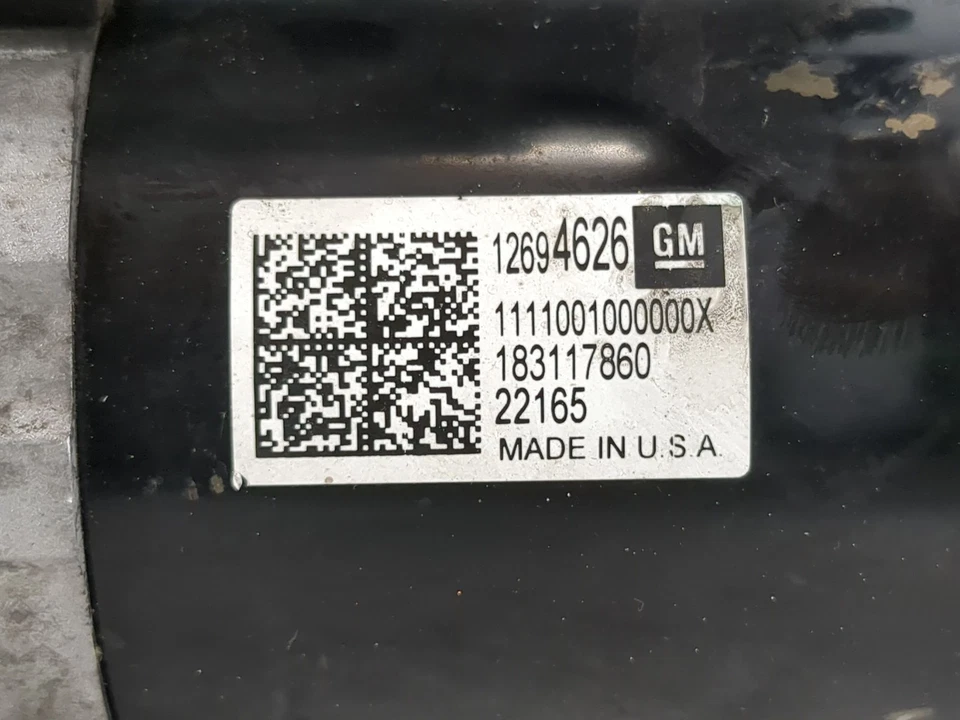 12694626 GM
1111001000000X
183117860
22165
MADE IN U.S.A.